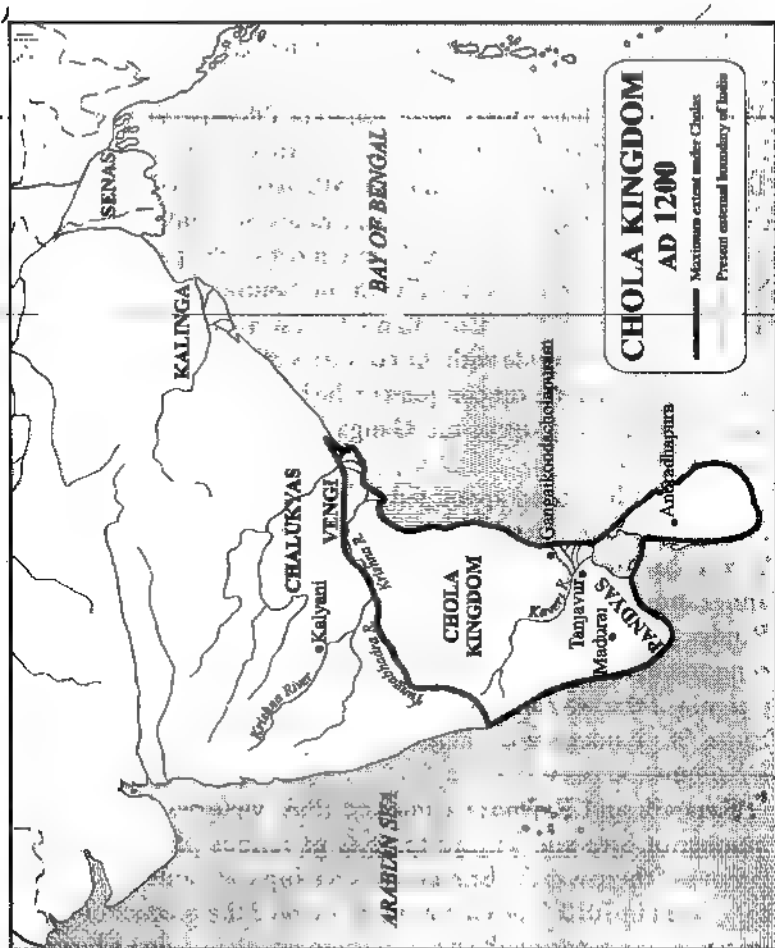 CHOLA KINGDOM
AD 1200
Maximum extent under Cholas
Present external boundary of India
SENAS
KALINGA
BAY OF BENGAL
CHALUKYAS
VENGI
Kalyani
Krishna River
Krishna R.
Tungabhadra R.
CHOLA
KINGDOM
Gangaikondacholapuram
Kaveri R.
Tanjavur
Madurai
PANDYAS
Anuradhapura
ARABIAN SEA